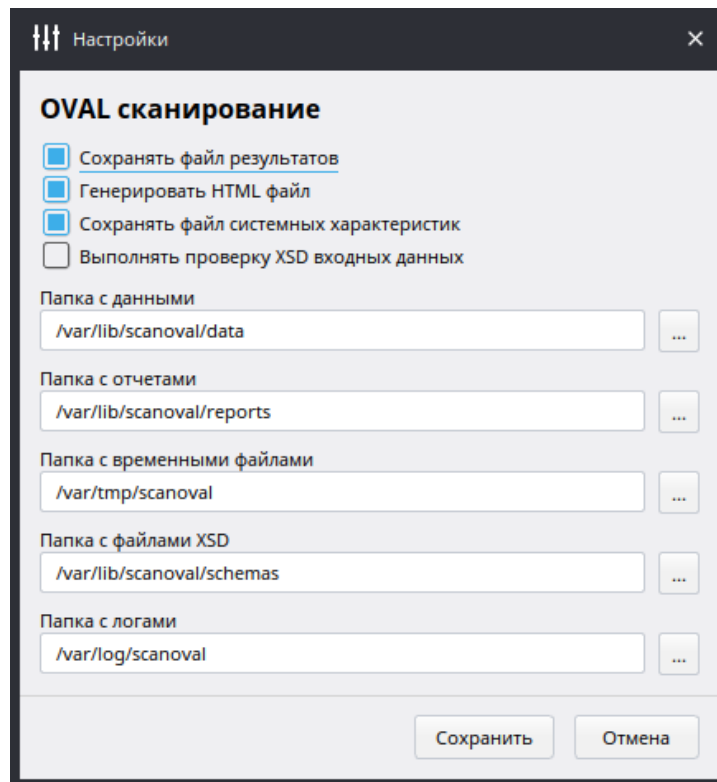 Настройки
OVAL сканирование
Сохранять файл результатов
Генерировать HTML файл
Сохранять файл системных характеристик
Выполнять проверку XSD входных данных
Папка с данными
/var/lib/scanoval/data
...
Папка с отчетами
/var/lib/scanoval/reports
...
Папка с временными файлами
/var/tmp/scanoval
...
Папка с файлами XSD
/var/lib/scanoval/schemas
...
Папка с логами
/var/log/scanoval
...
Сохранить
Отмена